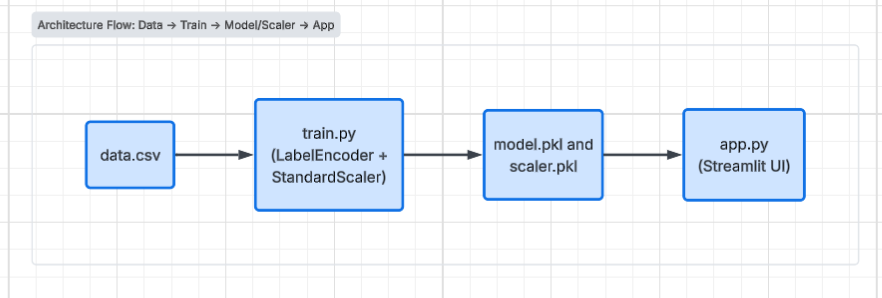 Architecture Flow: Data → Train → Model/Scaler → App
data.csv
train.py
(LabelEncoder +
StandardScaler)
model.pkl and
scaler.pkl
app.py
(Streamlit UI)